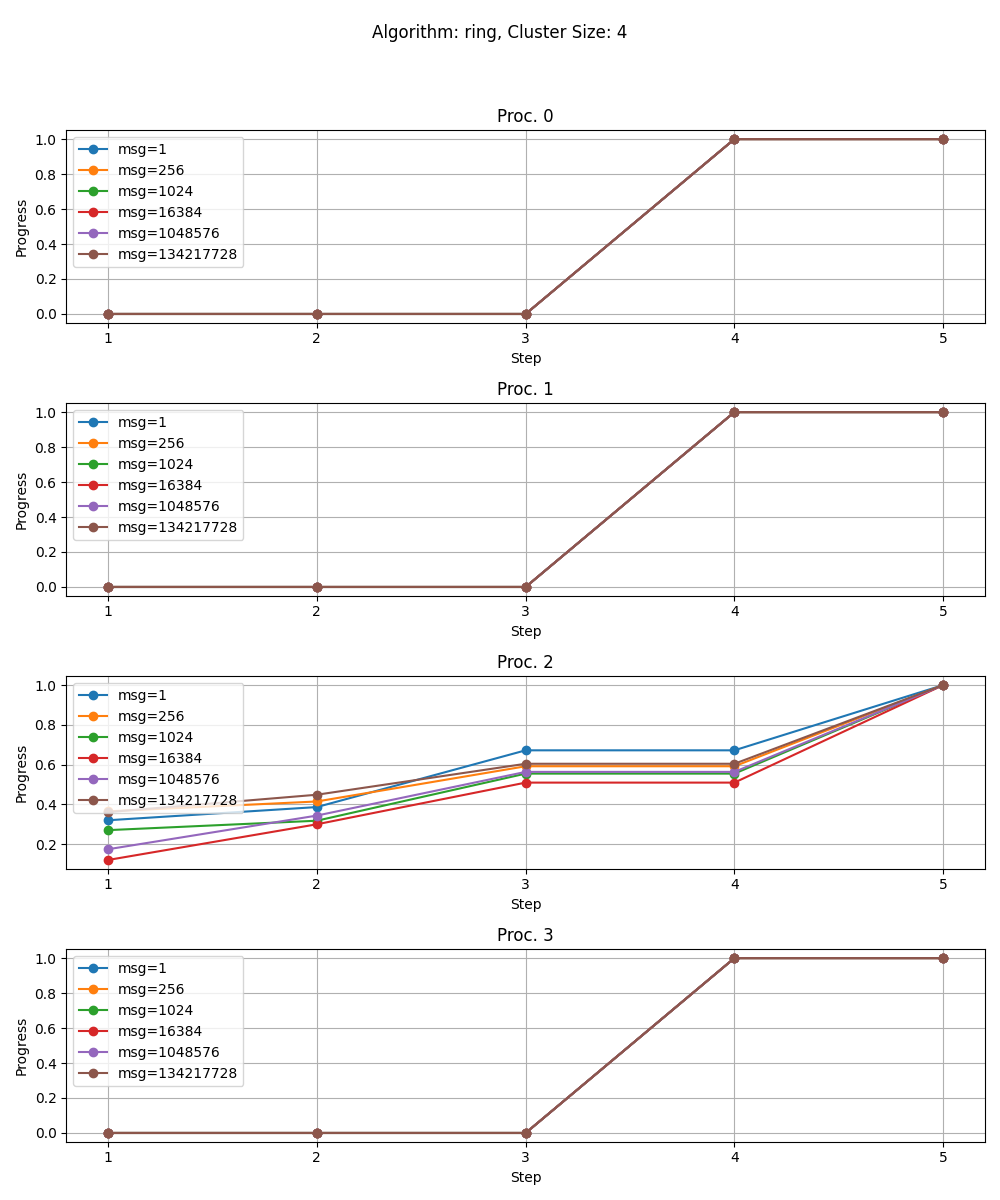 Algorithm: ring, Cluster Size: 4
Proc. 0
1.0
0.8
0.6
0.4
0.2
0.0
Progress
msg=1
msg=256
msg=1024
msg=16384
msg=1048576
msg=134217728
1 2 3 4 5
Step
Proc. 1
1.0
0.8
0.6
0.4
0.2
0.0
Progress
msg=1
msg=256
msg=1024
msg=16384
msg=1048576
msg=134217728
1 2 3 4 5
Step
Proc. 2
1.0
0.8
0.6
0.4
0.2
Progress
msg=1
msg=256
msg=1024
msg=16384
msg=1048576
msg=134217728
1 2 3 4 5
Step
Proc. 3
1.0
0.8
0.6
0.4
0.2
0.0
Progress
msg=1
msg=256
msg=1024
msg=16384
msg=1048576
msg=134217728
1 2 3 4 5
Step